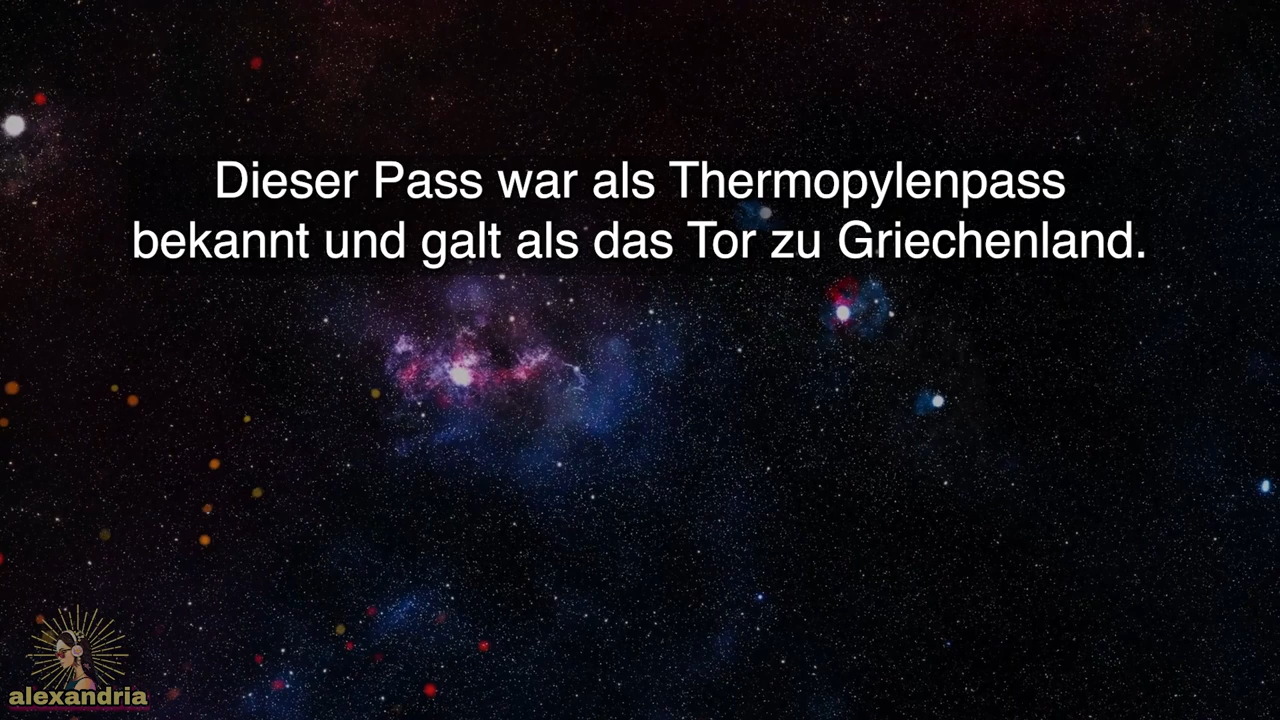 Dieser Pass war als Thermopylenpass
bekannt und galt als das Tor zu Griechenland.
alexandria